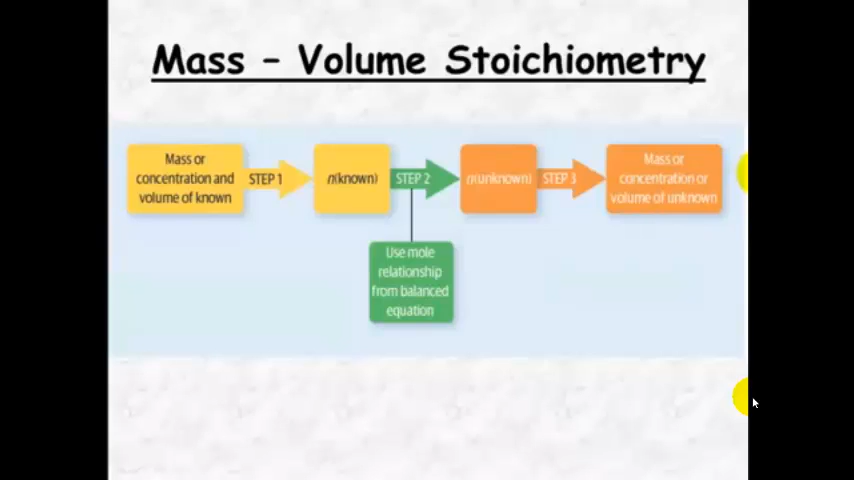 Mass – Volume Stoichiometry
Mass or
concentration and
volume of known
STEP 1
n(known)
STEP 2
n(unknown)
STEP 3
Mass or
concentration or
volume of unknown
Use mole
relationship
from balanced
equation